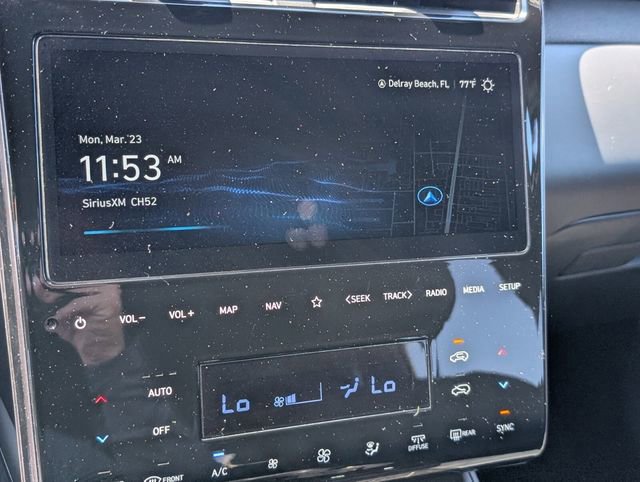 Delray Beach, FL 77°F
Mon, Mar. 23
11:53 AM
SiriusXM CH52
VOL– VOL+ MAP NAV <SEEK TRACK> RADIO MEDIA SETUP
AUTO
Lo Lo
OFF
SYNC
FRONT A/C DIFFUSE REAR